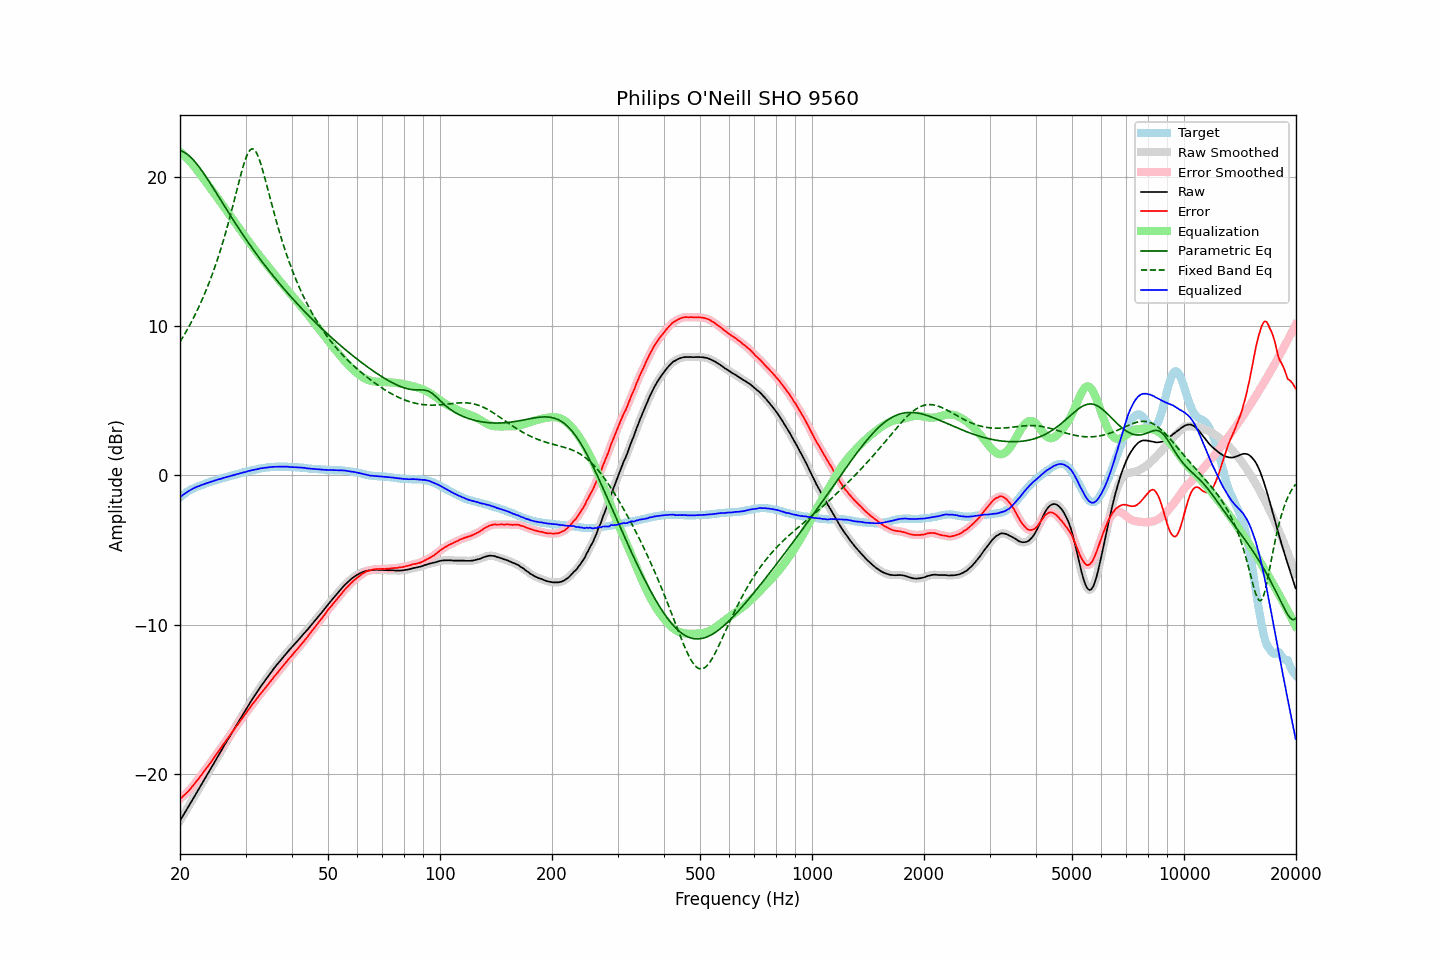 Philips O'Neill SHO 9560
Target
Raw Smoothed
Error Smoothed
Raw
Error
Equalization
Parametric Eq
Fixed Band Eq
Equalized
Amplitude (dBr)
20
10
0
−10
−20
20 50 100 200 500 1000 2000 5000 10000 20000
Frequency (Hz)